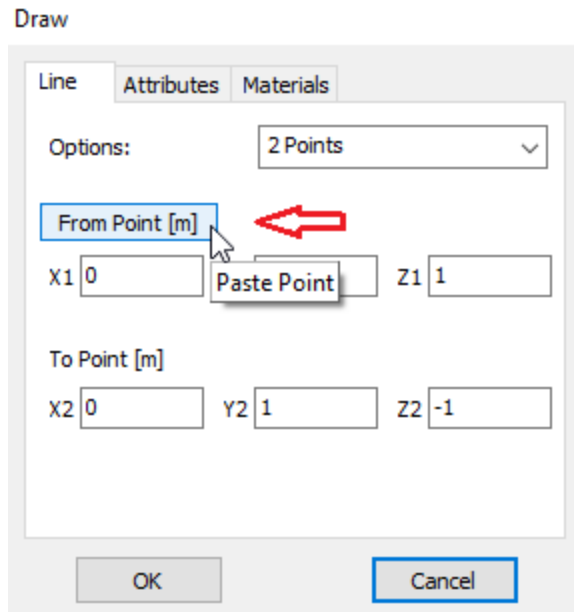 Draw
Line Attributes Materials
Options: 2 Points
From Point [m]
X1 0 Z1 1
Paste Point
To Point [m]
X2 0 Y2 1 Z2 -1
OK Cancel